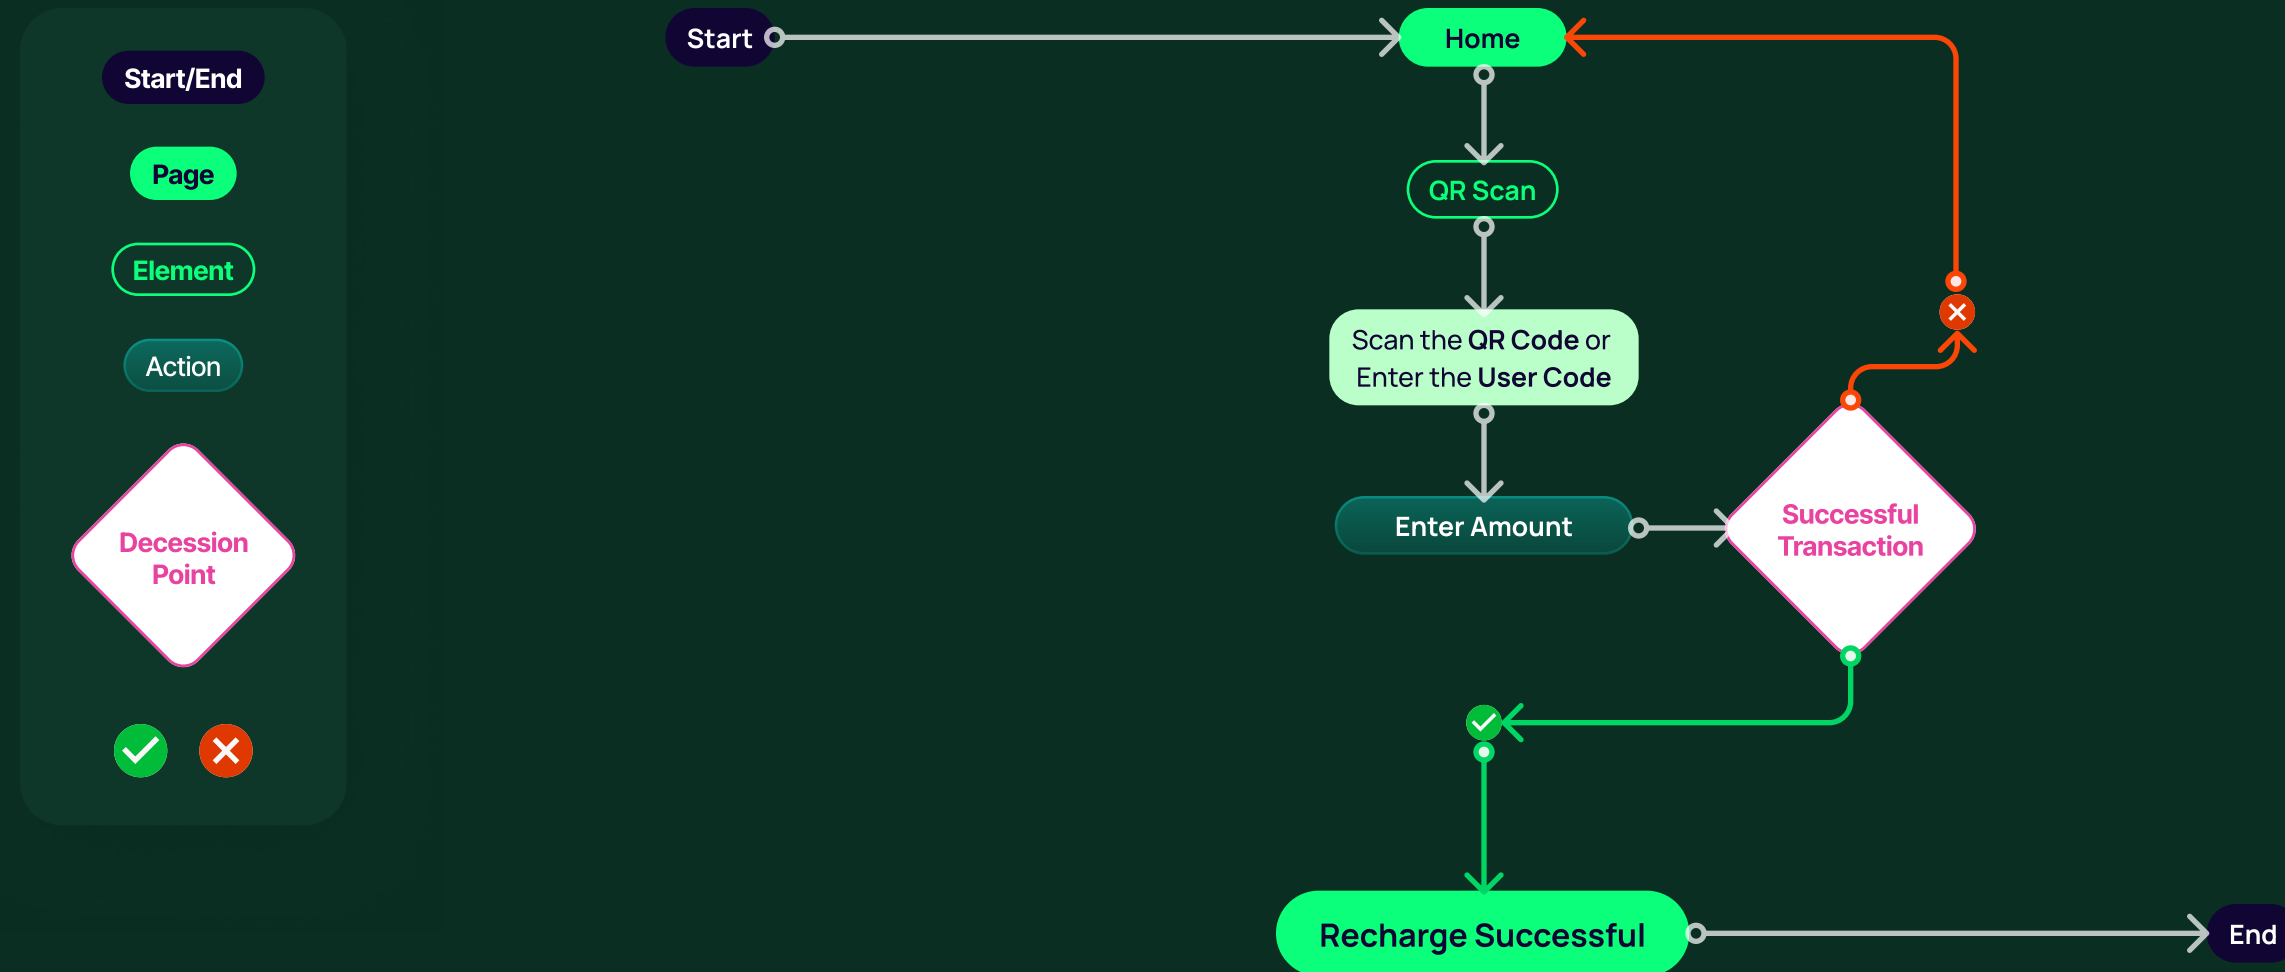 Start/End
Page
Element
Action
Decession
Point
Start
Home
QR Scan
Scan the QR Code or
Enter the User Code
Enter Amount
Successful
Transaction
Recharge Successful
End